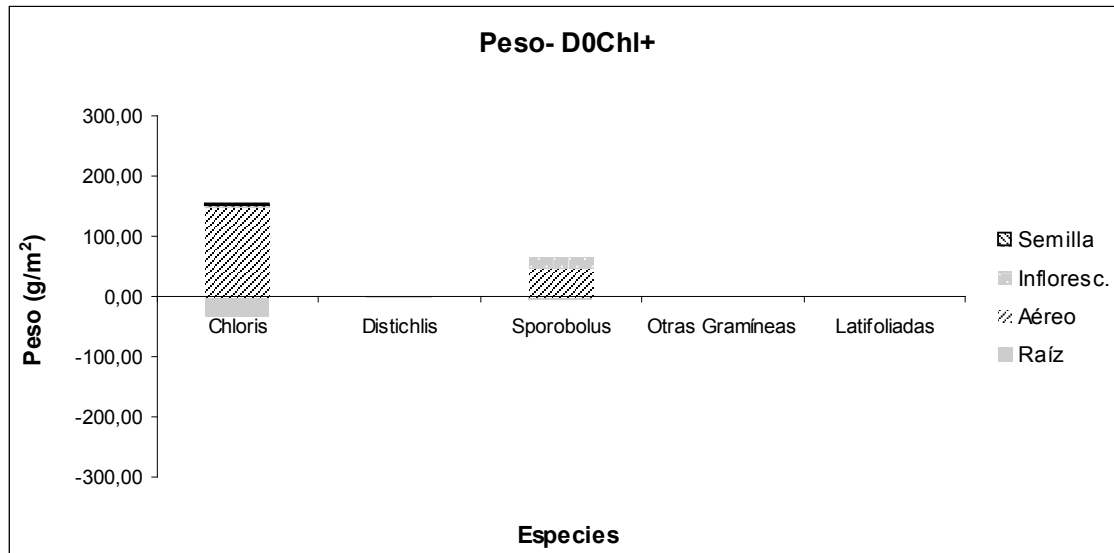 Peso- D0Chl+
300,00
200,00
100,00
0,00
-100,00
-200,00
-300,00
Peso (g/m²)
Chloris
Distichlis
Sporobolus
Otras Gramíneas
Latifoliadas
Especies
Semilla
Infloresc.
Aéreo
Raíz